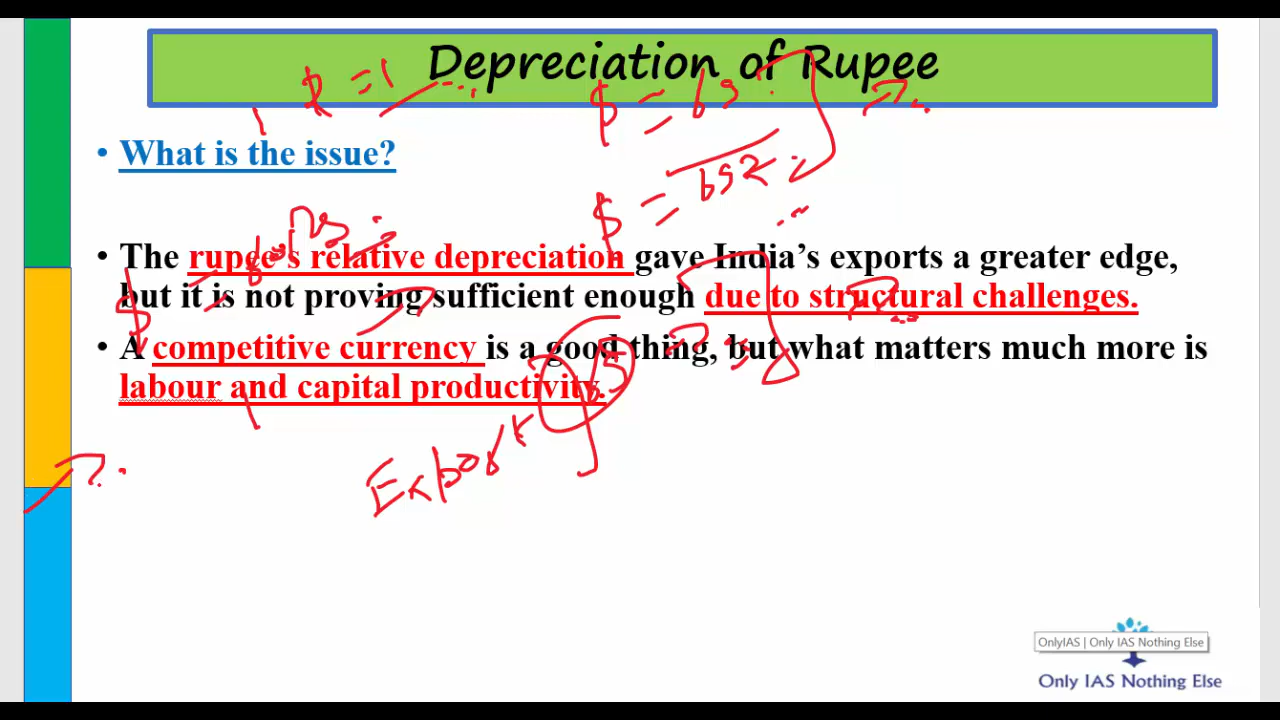 Depreciation of Rupee
$ = 1
$ = 69
• What is the issue?
$ = 692
• The rupee's relative depreciation gave India's exports a greater edge,
but it is not proving sufficient enough due to structural challenges.
$
• A competitive currency is a good thing, but what matters much more is
labour and capital productivity.
Export
OnlyIAS | Only IAS Nothing Else
Only IAS Nothing Else